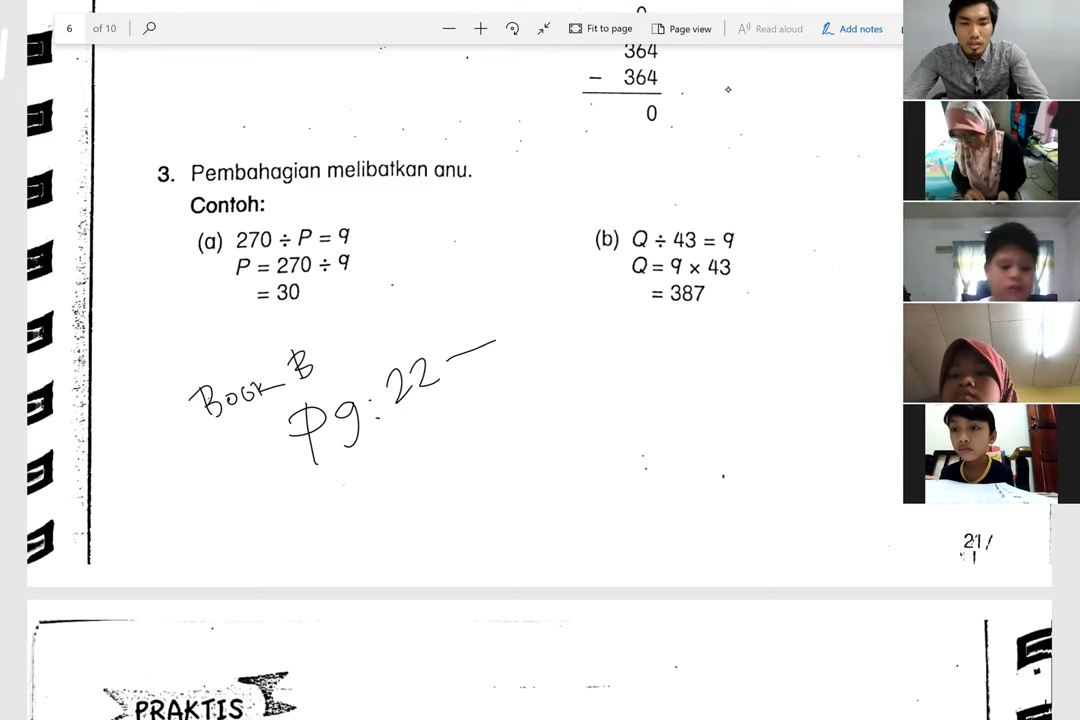 6 of 10 Fit to page Page view Read aloud Add notes
364
− 364
0
3. Pembahagian melibatkan anu.
Contoh:
(a) 270 ÷ P = 9
P = 270 ÷ 9
= 30
(b) Q ÷ 43 = 9
Q = 9 × 43
= 387
Book B
Pg: 22
21
PRAKTIS